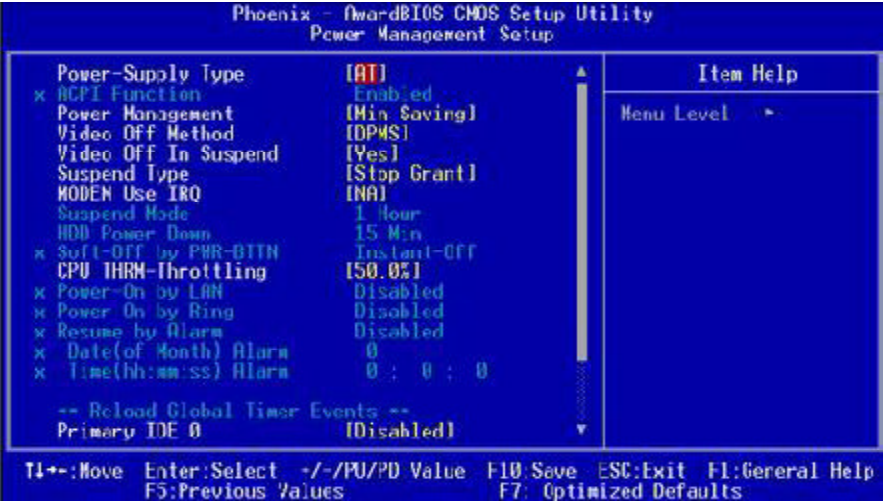 Phoenix - AwardBIOS CMOS Setup Utility
Power Management Setup
Power-Supply Type [AT]
x ACPI Function Enabled
Power Management [Min Saving]
Video Off Method [DPMS]
Video Off In Suspend [Yes]
Suspend Type [Stop Grant]
MODEM Use IRQ [NA]
Suspend Mode 1 Hour
HDD Power Down 15 Min
x Soft-Off by PWR-BTTN Instant-Off
CPU THRM-Throttling [50.0%]
x Power-On by LAN Disabled
x Power On by Ring Disabled
x Resume by Alarm Disabled
x Date(of Month) Alarm 0
x Time(hh:mm:ss) Alarm 0 : 0 : 0
-- Reload Global Timer Events --
Primary IDE 0 [Disabled]
Item Help
Menu Level ►
↑↓→←:Move Enter:Select +/-/PU/PD Value F10 Save ESC:Exit F1:General Help
F5:Previous Values F7: Optimized Defaults